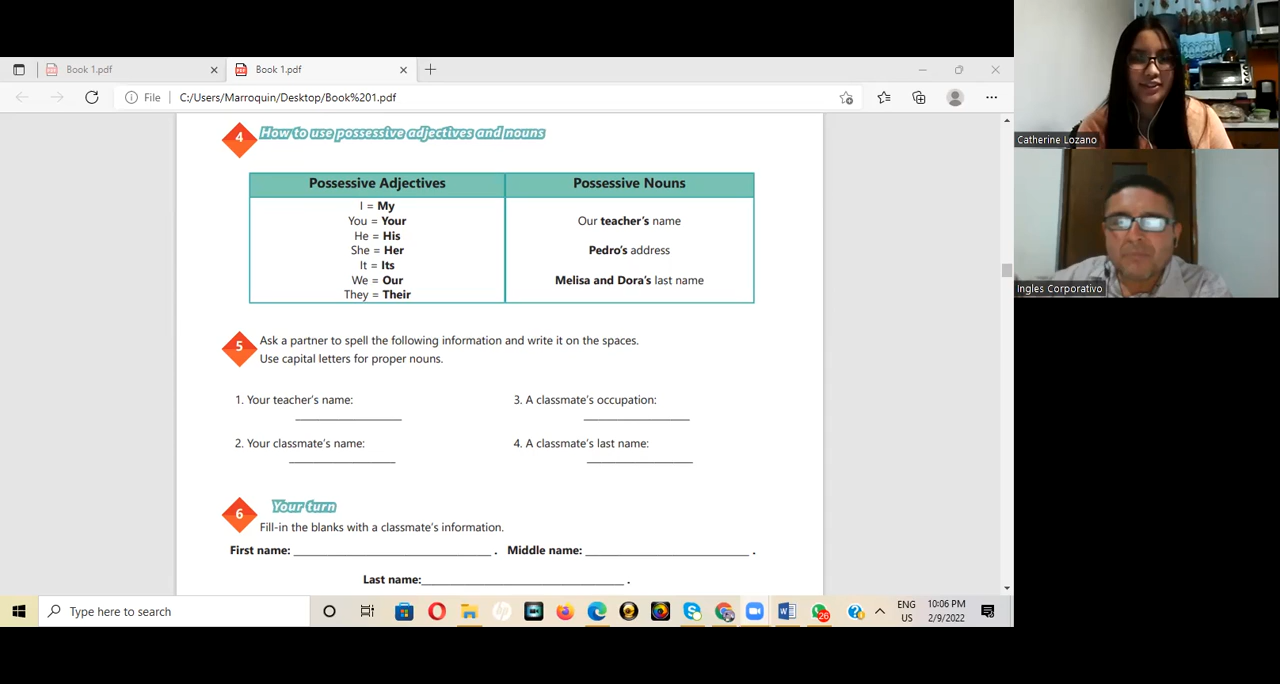 Book 1.pdf
Book 1.pdf
File
C:/Users/Marroquin/Desktop/Book%201.pdf
4
How to use possessive adjectives and nouns
Possessive Adjectives
I = My
You = Your
He = His
She = Her
It = Its
We = Our
They = Their
Possessive Nouns
Our teacher's name
Pedro's address
Melisa and Dora's last name
5
Ask a partner to spell the following information and write it on the spaces.
Use capital letters for proper nouns.
1. Your teacher's name:
2. Your classmate's name:
3. A classmate's occupation:
4. A classmate's last name:
6
Your turn
Fill-in the blanks with a classmate's information.
First name: ______________________________ . Middle name: ________________________ .
Last name:______________________________ .
Type here to search
26
ENG
US
10:06 PM
2/9/2022
Catherine Lozano
Ingles Corporativo